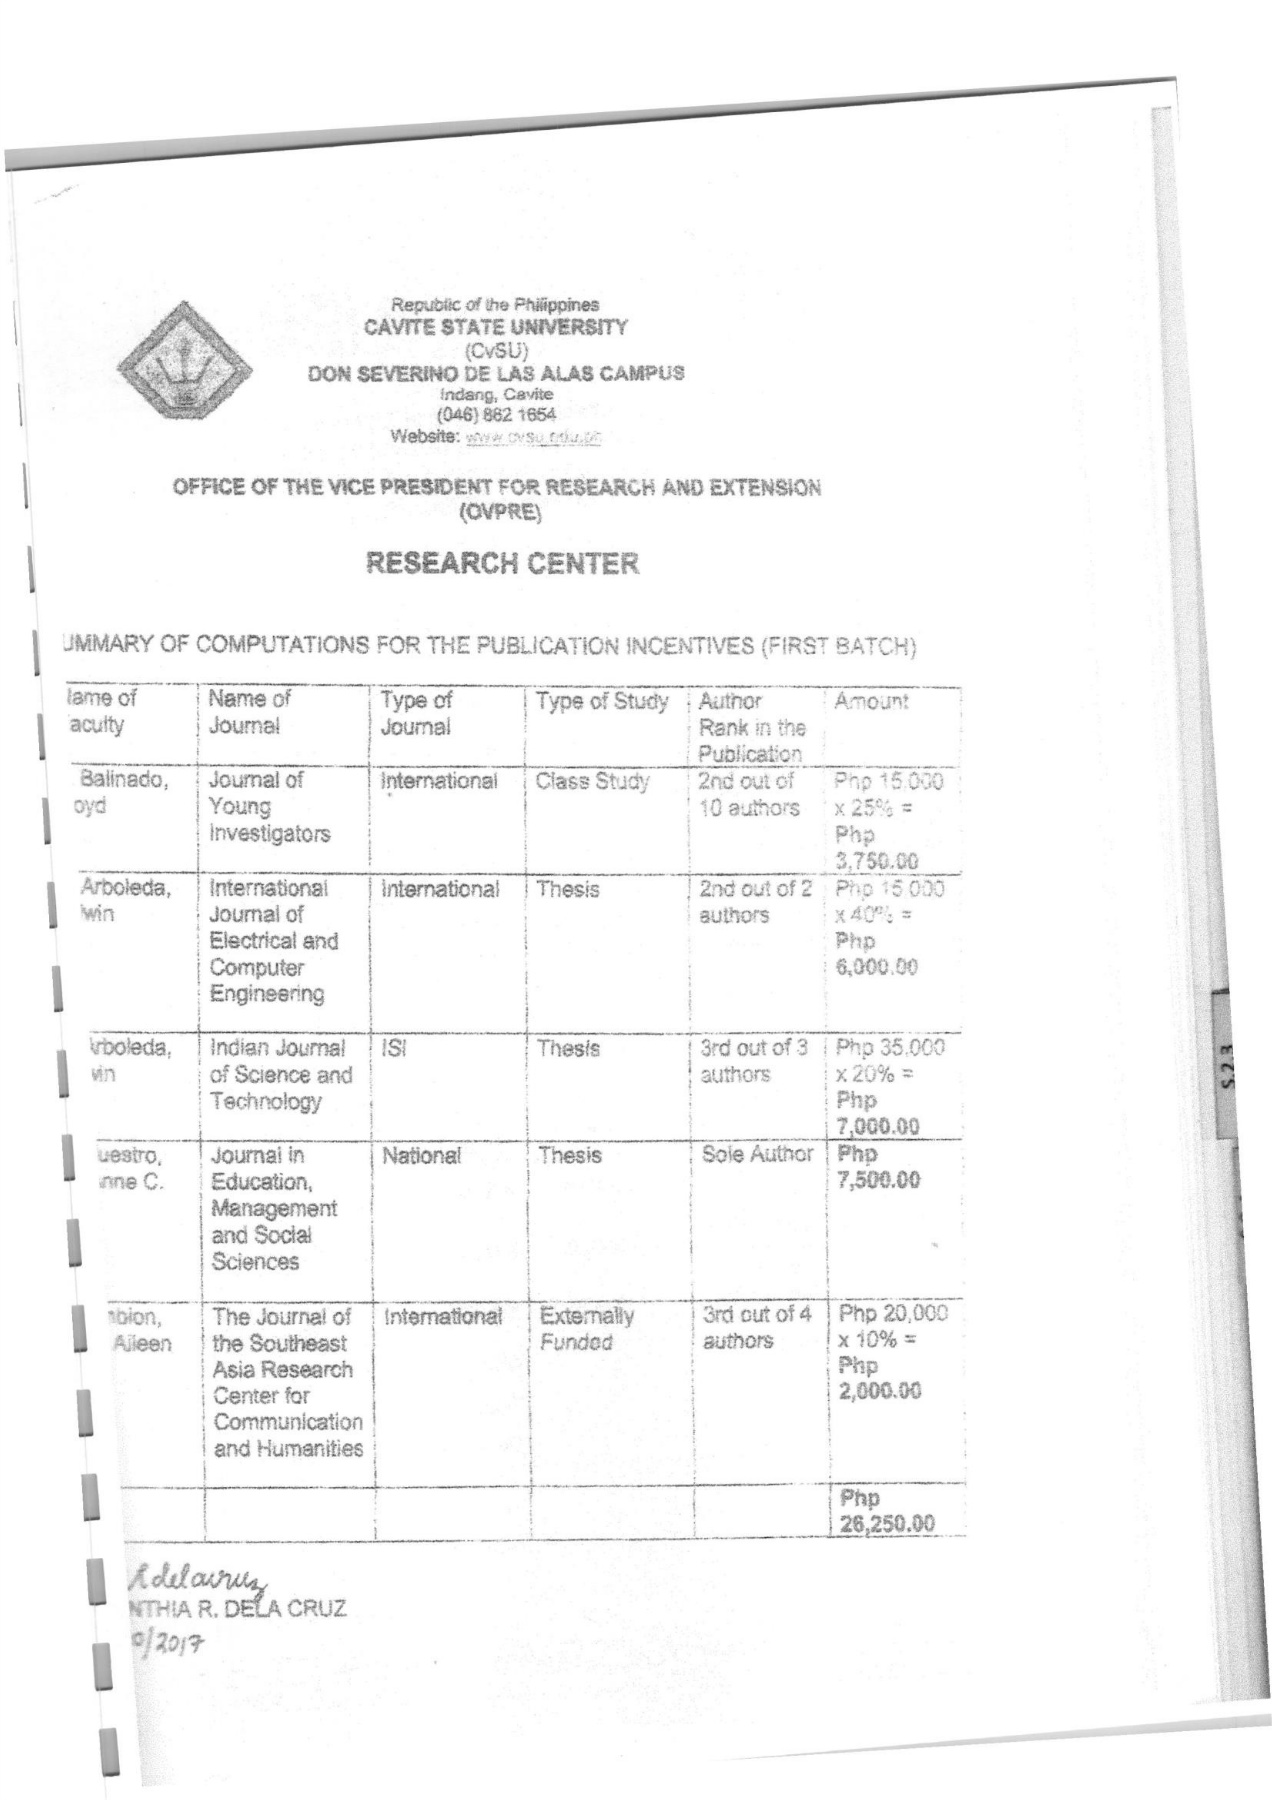 Republic of the Philippines
CAVITE STATE UNIVERSITY
(CvSU)
DON SEVERINO DE LAS ALAS CAMPUS
Indang, Cavite
(046) 862 1654
Website: www.cvsu.edu.ph
OFFICE OF THE VICE PRESIDENT FOR RESEARCH AND EXTENSION
(OVPRE)
RESEARCH CENTER
UMMARY OF COMPUTATIONS FOR THE PUBLICATION INCENTIVES (FIRST BATCH)
ame of
aculty
Name of
Journal
Type of
Journal
Type of Study
Author
Rank in the
Publication
Amount
Balinado,
oyd
Journal of
Young
Investigators
International
Class Study
2nd out of
10 authors
Php 15,000
x 25% =
Php
3,750.00
Arboleda,
win
International
Journal of
Electrical and
Computer
Engineering
International
Thesis
2nd out of 2
authors
Php 15,000
x 40% =
Php
6,000.00
rboleda,
win
Indian Journal
of Science and
Technology
ISI
Thesis
3rd out of 3
authors
Php 35,000
x 20% =
Php
7,000.00
uestro,
nne C.
Journal in
Education,
Management
and Social
Sciences
National
Thesis
Sole Author
Php
7,500.00
bion,
Aileen
The Journal of
the Southeast
Asia Research
Center for
Communication
and Humanities
International
Externally
Funded
3rd out of 4
authors
Php 20,000
x 10% =
Php
2,000.00
Php
26,250.00
delacruz
NTHIA R. DELA CRUZ
0/2017
S.2.3